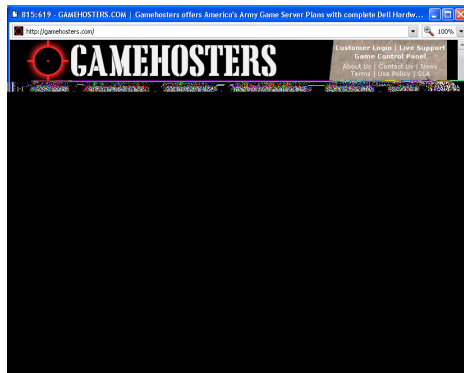 815:619 - GAMEHOSTERS.COM | Gamehosters offers America's Army Game Server Plans with complete Dell Hardw...
http://gamehosters.com/
100%
GAMEHOSTERS
Customer Login | Live Support
Game Control Panel
About Us | Contact Us | News
Terms | Use Policy | SLA